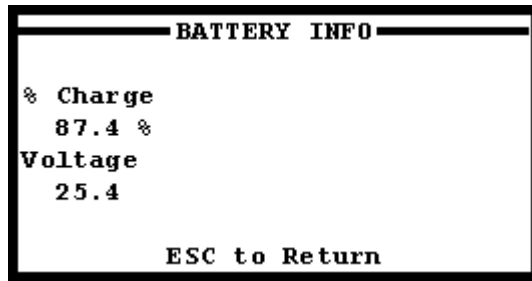 BATTERY INFO
% Charge
87.4 %
Voltage
25.4
ESC to Return